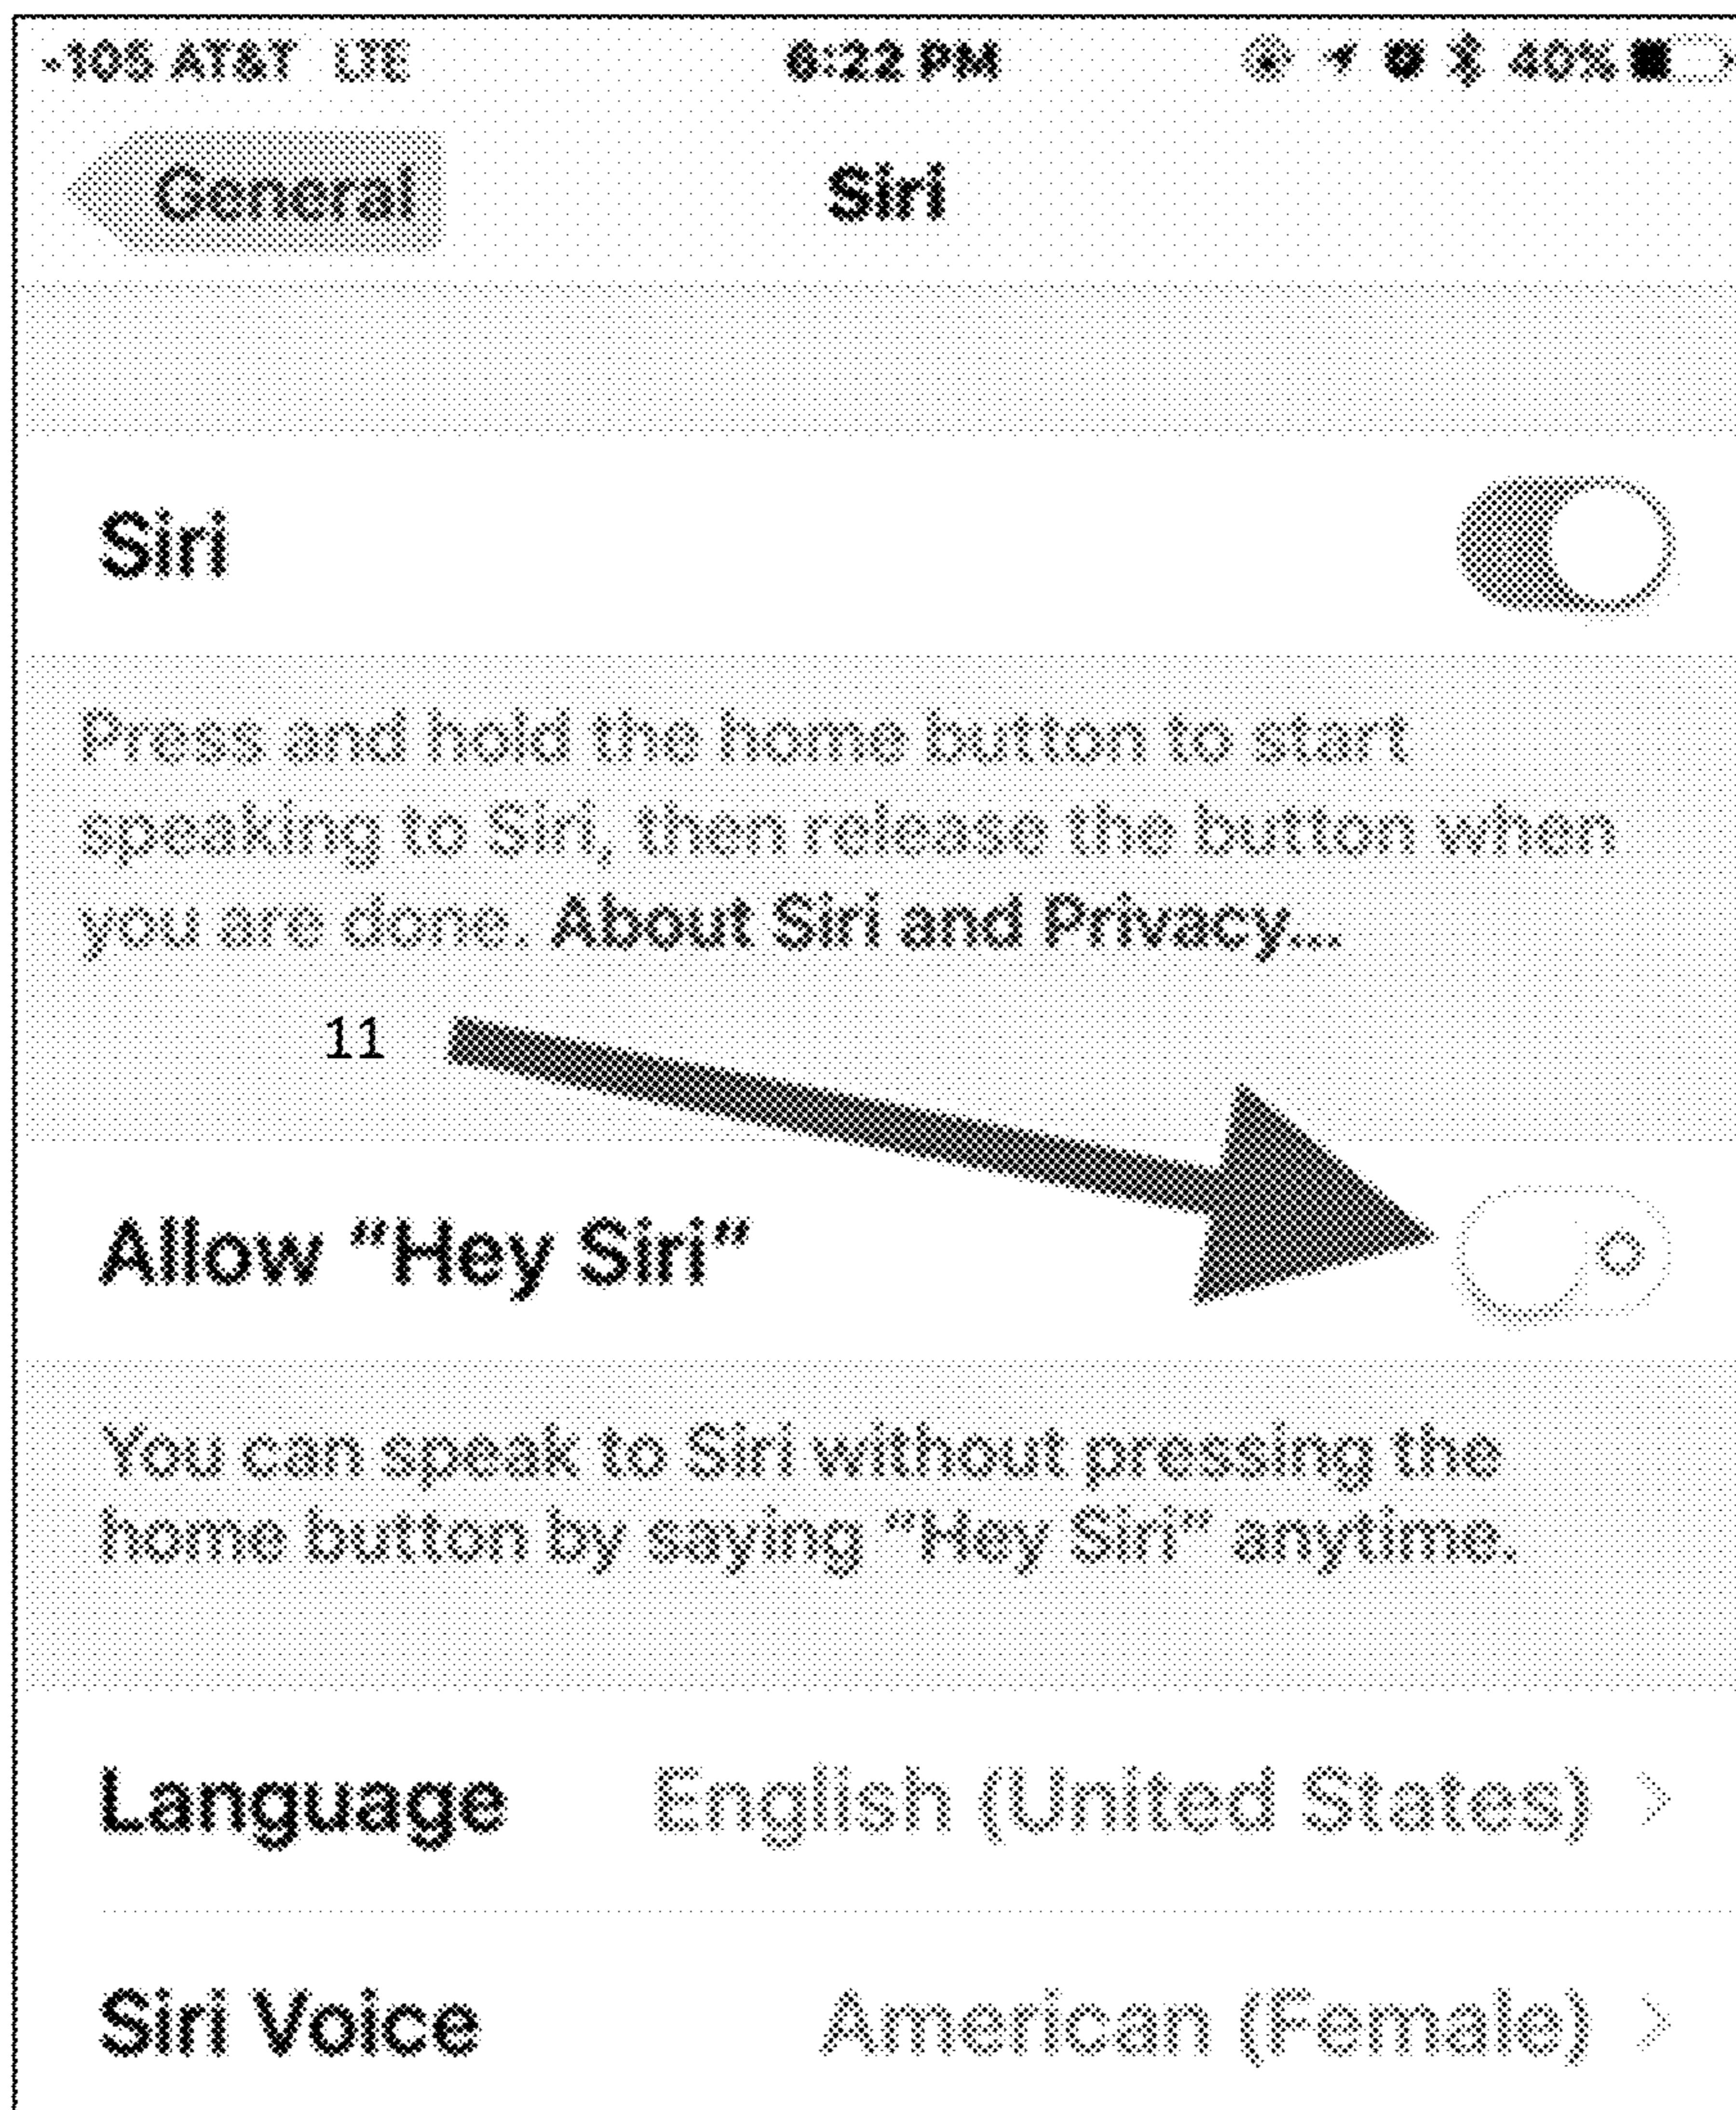 -105 AT&T LTE 6:22 PM 40%
General Siri
Siri
Press and hold the home button to start
speaking to Siri, then release the button when
you are done. About Siri and Privacy...
11
Allow “Hey Siri”
You can speak to Siri without pressing the
home button by saying “Hey Siri” anytime.
Language English (United States) >
Siri Voice American (Female) >